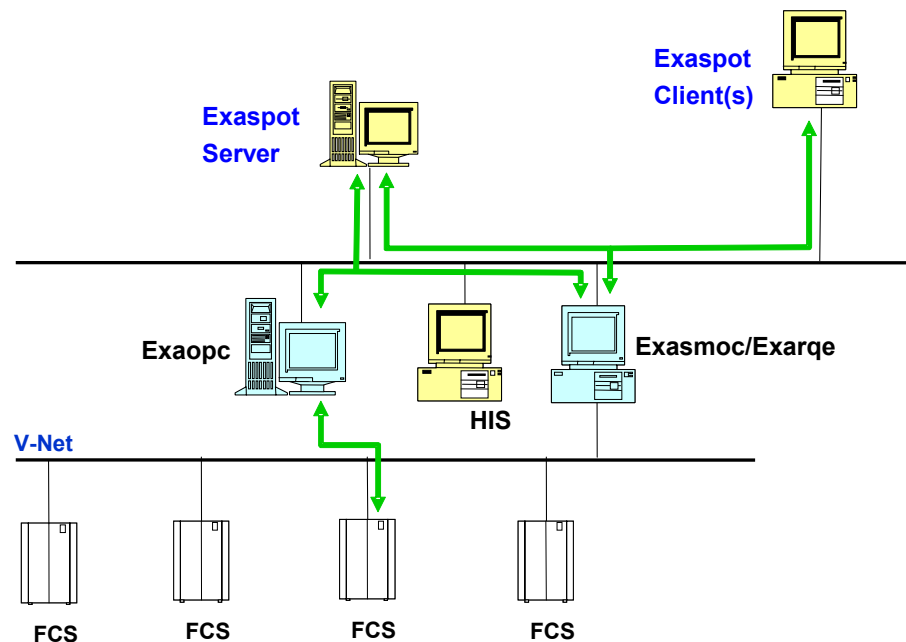 Exaspot
Client(s)
Exaspot
Server
Exaopc
Exasmoc/Exarqe
HIS
V-Net
FCS
FCS
FCS
FCS